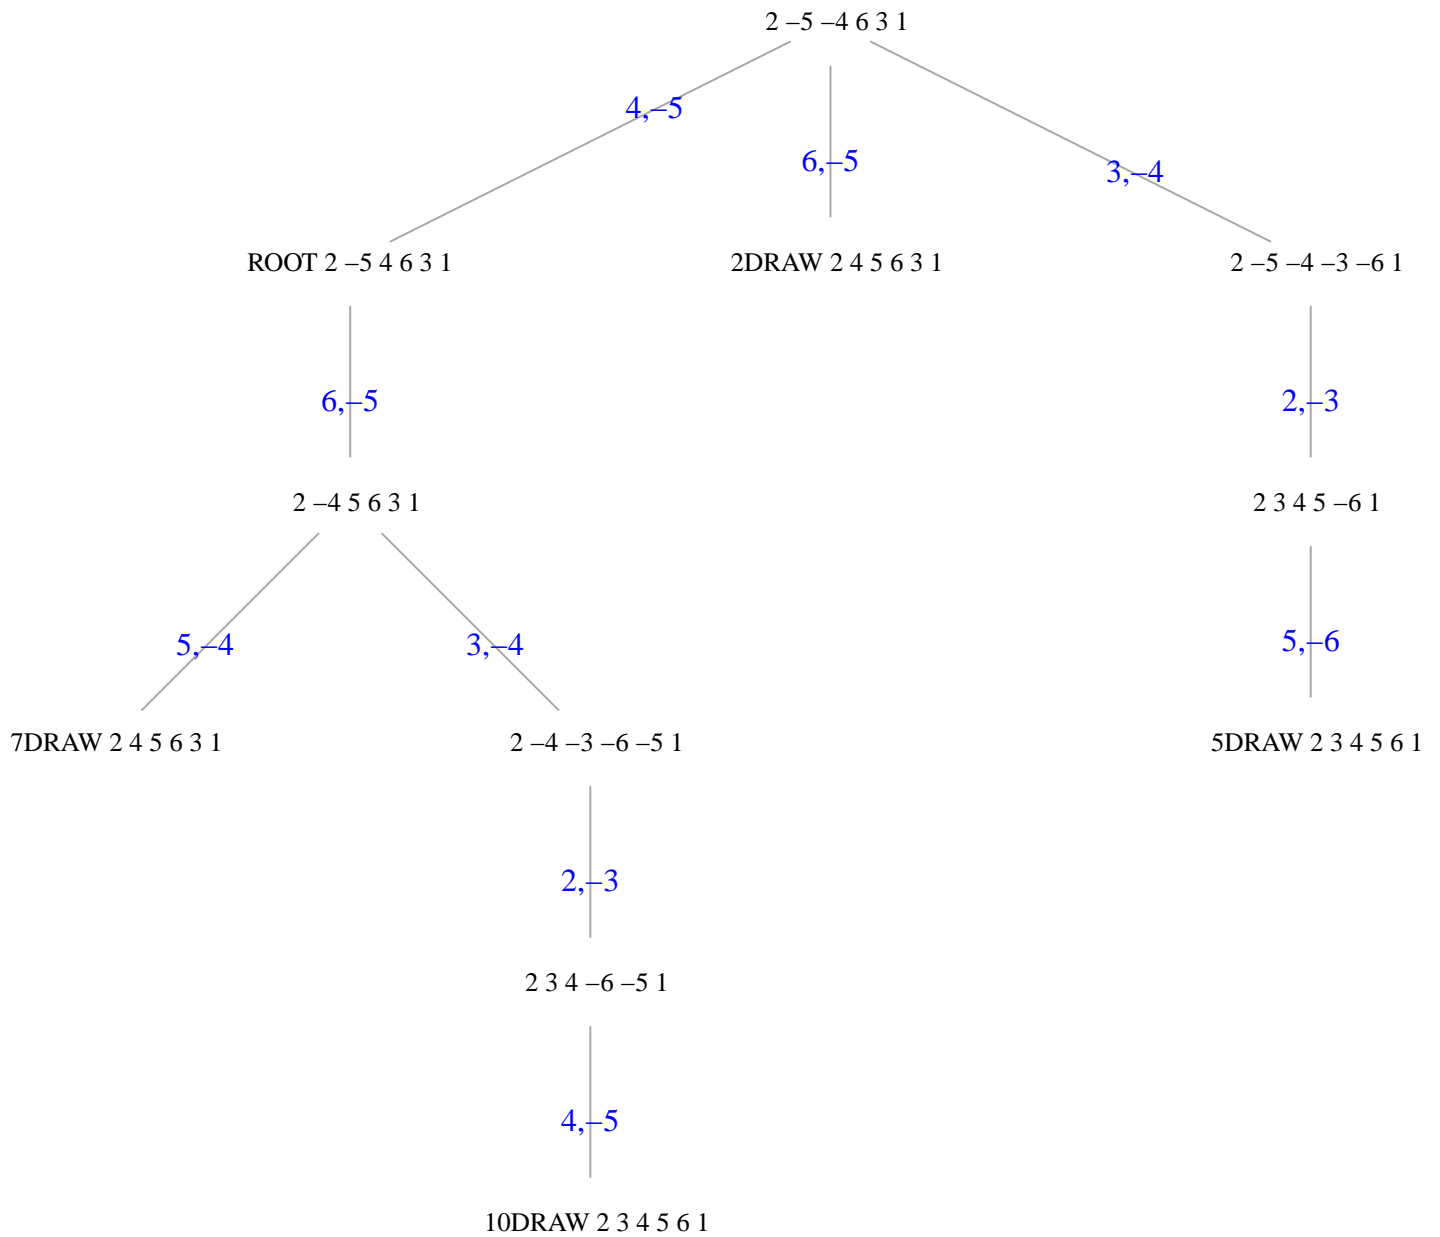 2 –5 –4 6 3 1
4,–5
6,–5
3,–4
ROOT 2 –5 4 6 3 1
2DRAW 2 4 5 6 3 1
2 –5 –4 –3 –6 1
6,–5
2,–3
2 –4 5 6 3 1
2 3 4 5 –6 1
5,–4
3,–4
5,–6
7DRAW 2 4 5 6 3 1
2 –4 –3 –6 –5 1
5DRAW 2 3 4 5 6 1
2,–3
2 3 4 –6 –5 1
4,–5
10DRAW 2 3 4 5 6 1